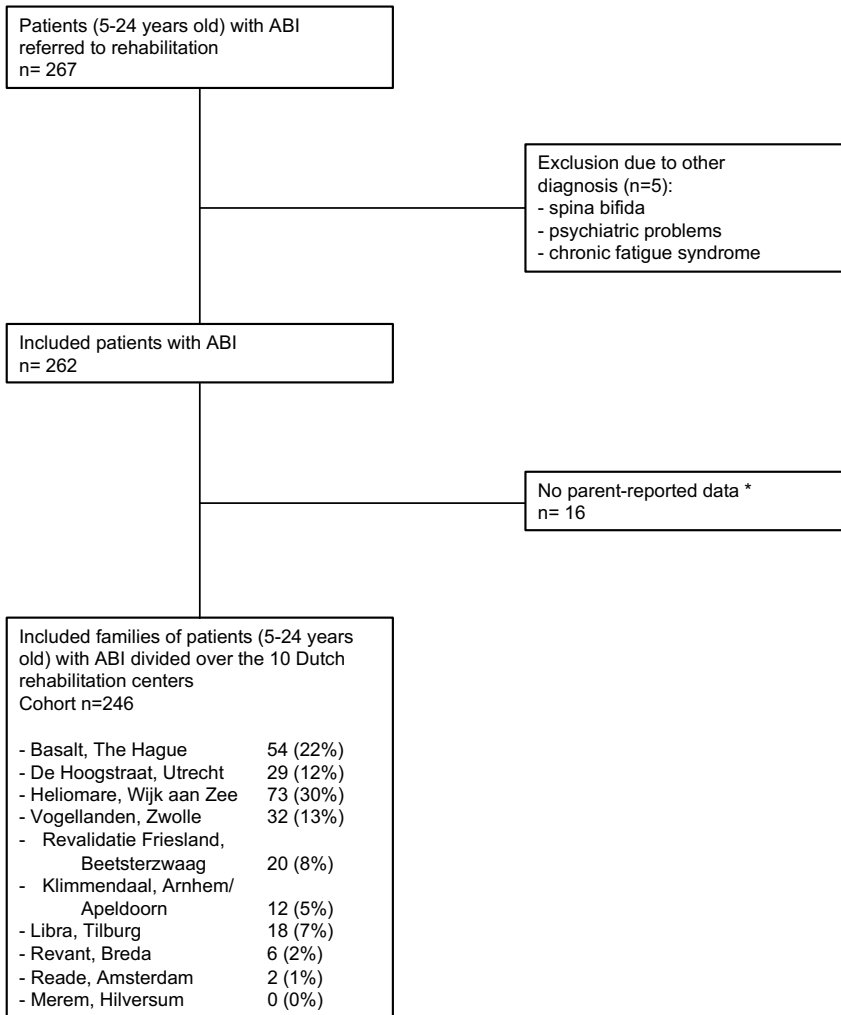 Patients (5-24 years old) with ABI
referred to rehabilitation
n= 267
Exclusion due to other
diagnosis (n=5):
- spina bifida
- psychiatric problems
- chronic fatigue syndrome
Included patients with ABI
n= 262
No parent-reported data *
n= 16
Included families of patients (5-24 years
old) with ABI divided over the 10 Dutch
rehabilitation centers
Cohort n=246
- Basalt, The Hague 54 (22%)
- De Hoogstraat, Utrecht 29 (12%)
- Heliomare, Wijk aan Zee 73 (30%)
- Vogellanden, Zwolle 32 (13%)
- Revalidatie Friesland,
Beetsterzwaag 20 (8%)
- Klimmendaal, Arnhem/
Apeldoorn 12 (5%)
- Libra, Tilburg 18 (7%)
- Revant, Breda 6 (2%)
- Reade, Amsterdam 2 (1%)
- Merem, Hilversum 0 (0%)